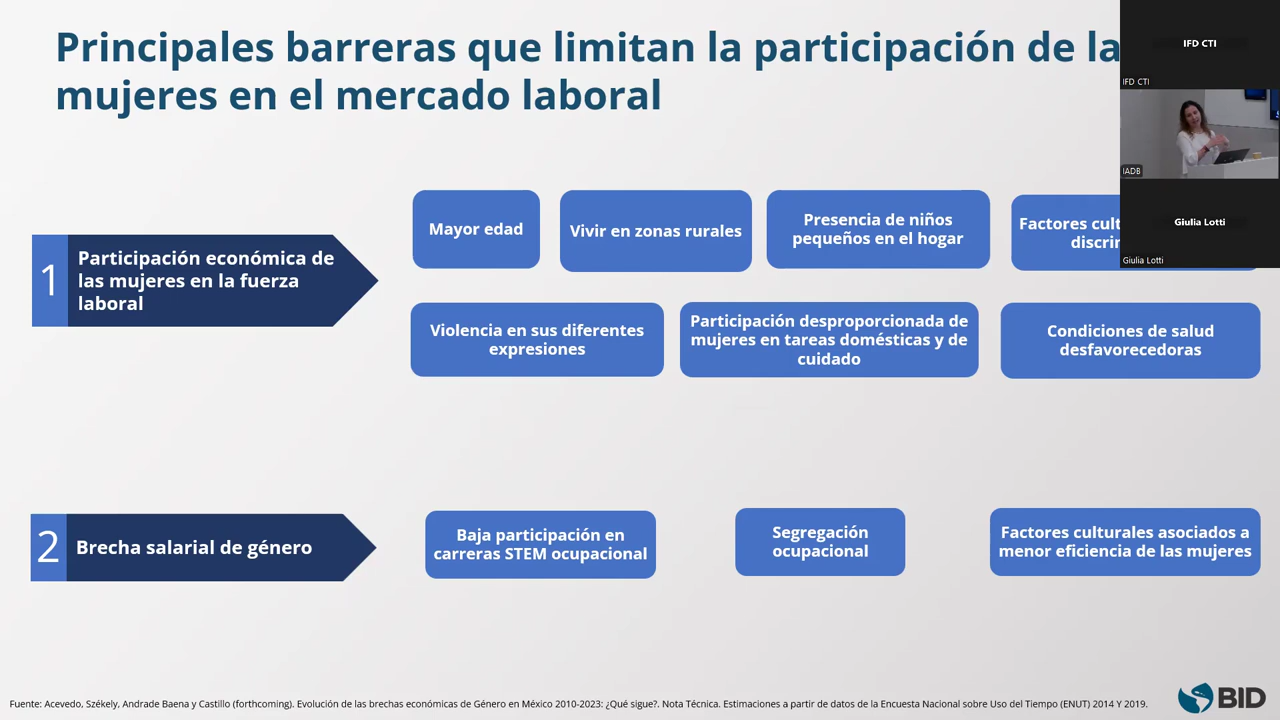 Principales barreras que limitan la participación de la
mujeres en el mercado laboral
IFD CTI
IFD CTI
IADB
Giulia Lotti
Giulia Lotti
1
Participación económica de
las mujeres en la fuerza
laboral
Mayor edad
Vivir en zonas rurales
Presencia de niños
pequeños en el hogar
Factores
Violencia en sus diferentes
expresiones
Participación desproporcionada de
mujeres en tareas domésticas y de
cuidado
Condiciones de salud
desfavorecedoras
2
Brecha salarial de género
Baja participación en
carreras STEM ocupacional
Segregación
ocupacional
Factores culturales asociados a
menor eficiencia de las mujeres
Fuente: Acevedo, Székely, Andrade Baena y Castillo (forthcoming). Evolución de las brechas económicas de Género en México 2010-2023: ¿Qué sigue?. Nota Técnica. Estimaciones a partir de datos de la Encuesta Nacional sobre Uso del Tiempo (ENUT) 2014 Y 2019.
BID